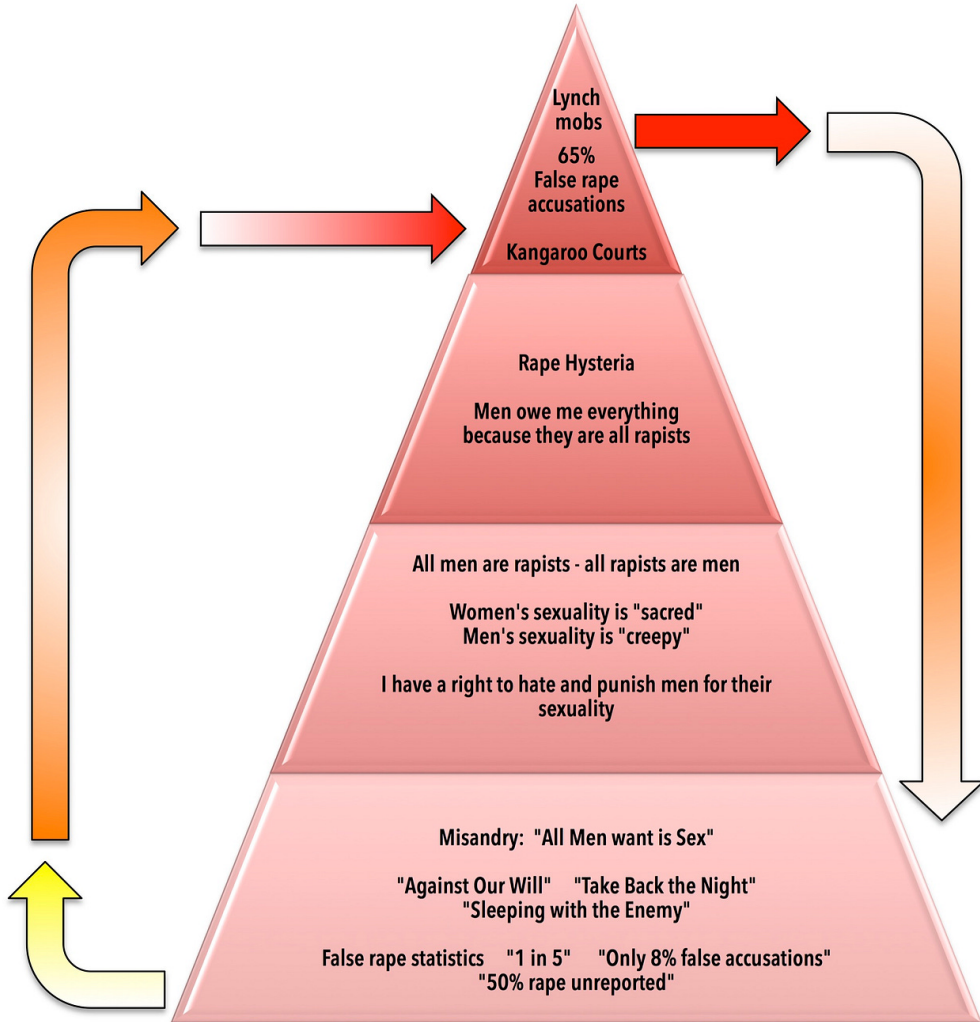 Lynch
mobs
65%
False rape
accusations
Kangaroo Courts
Rape Hysteria
Men owe me everything
because they are all rapists
All men are rapists - all rapists are men
Women's sexuality is "sacred"
Men's sexuality is "creepy"
I have a right to hate and punish men for their
sexuality
Misandry: "All Men want is Sex"
"Against Our Will" "Take Back the Night"
"Sleeping with the Enemy"
False rape statistics "1 in 5" "Only 8% false accusations"
"50% rape unreported"